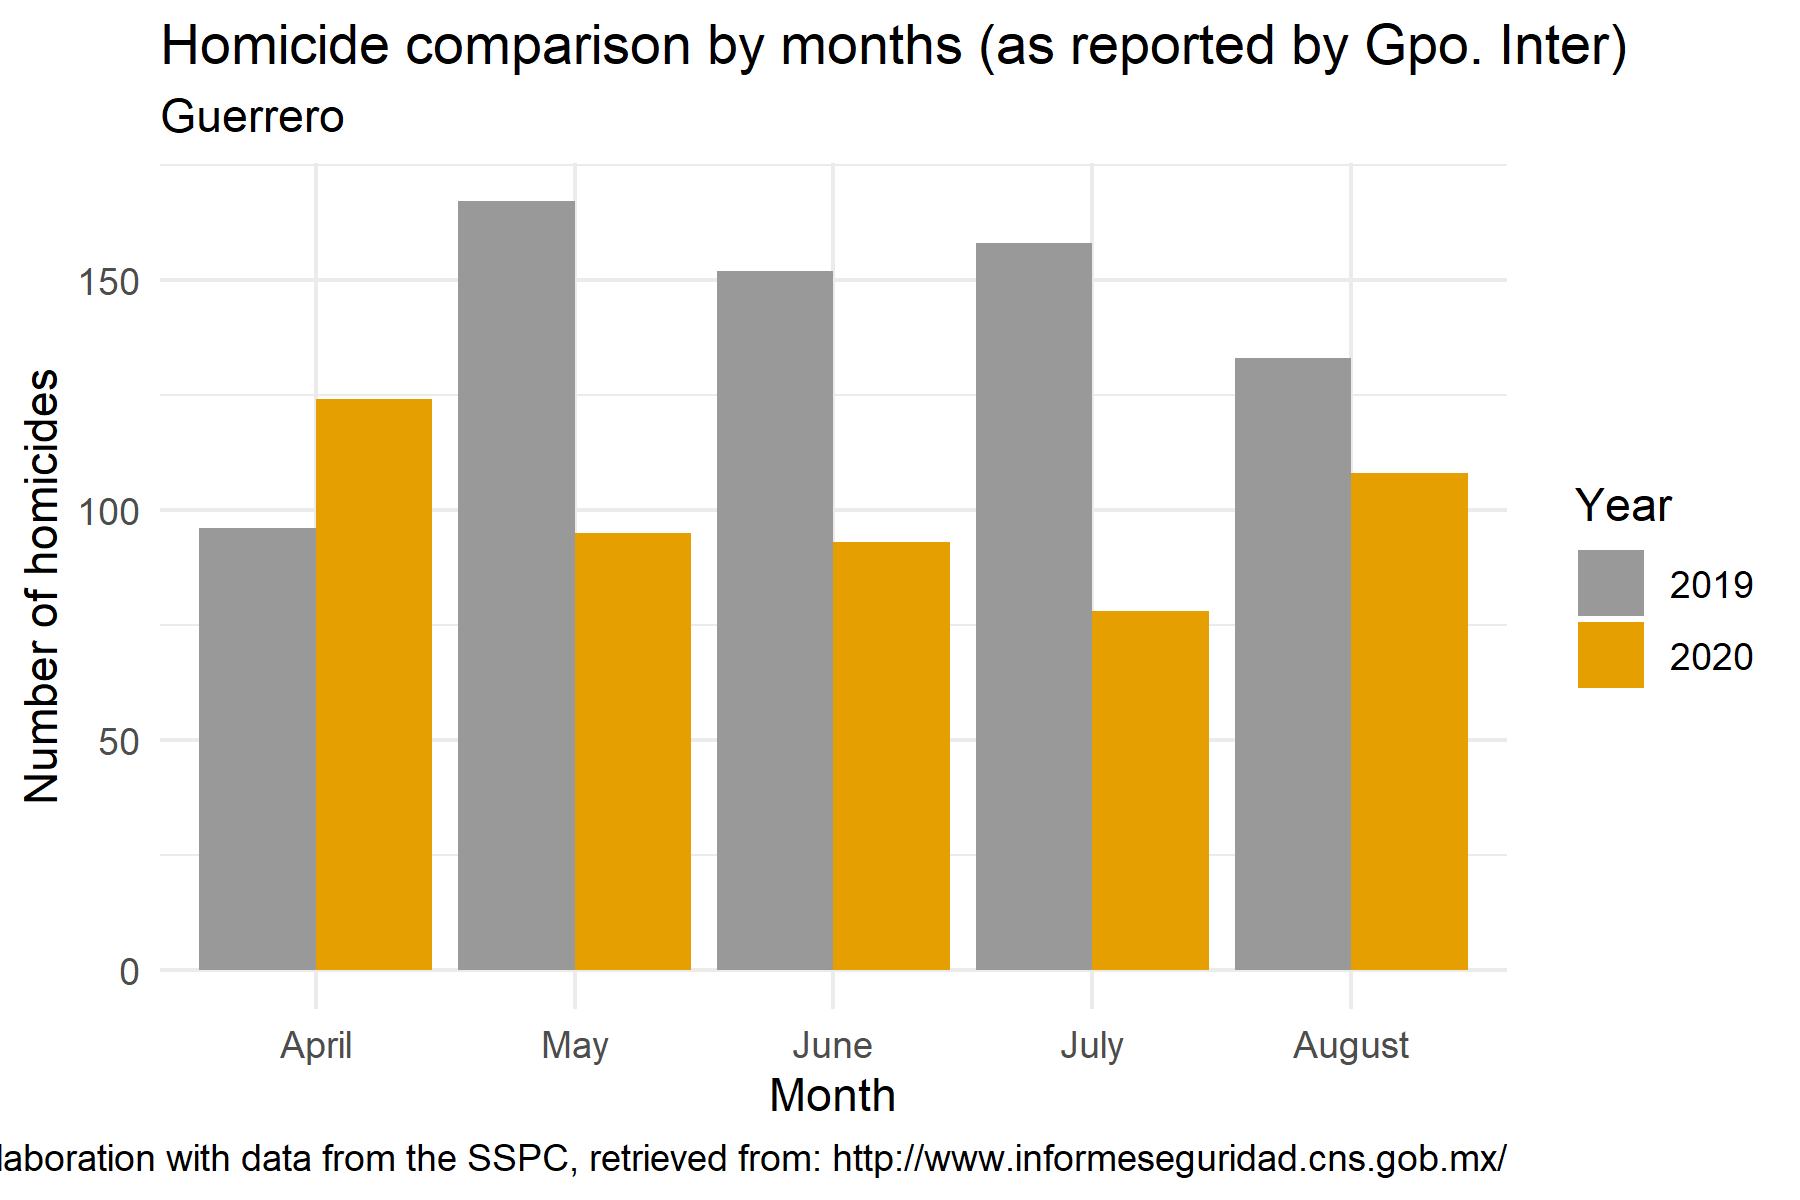 Homicide comparison by months (as reported by Gpo. Inter)
Guerrero
Number of homicides
150
100
50
0
April May June July August
Month
Year
2019
2020
laboration with data from the SSPC, retrieved from: http://www.informeseguridad.cns.gob.mx/